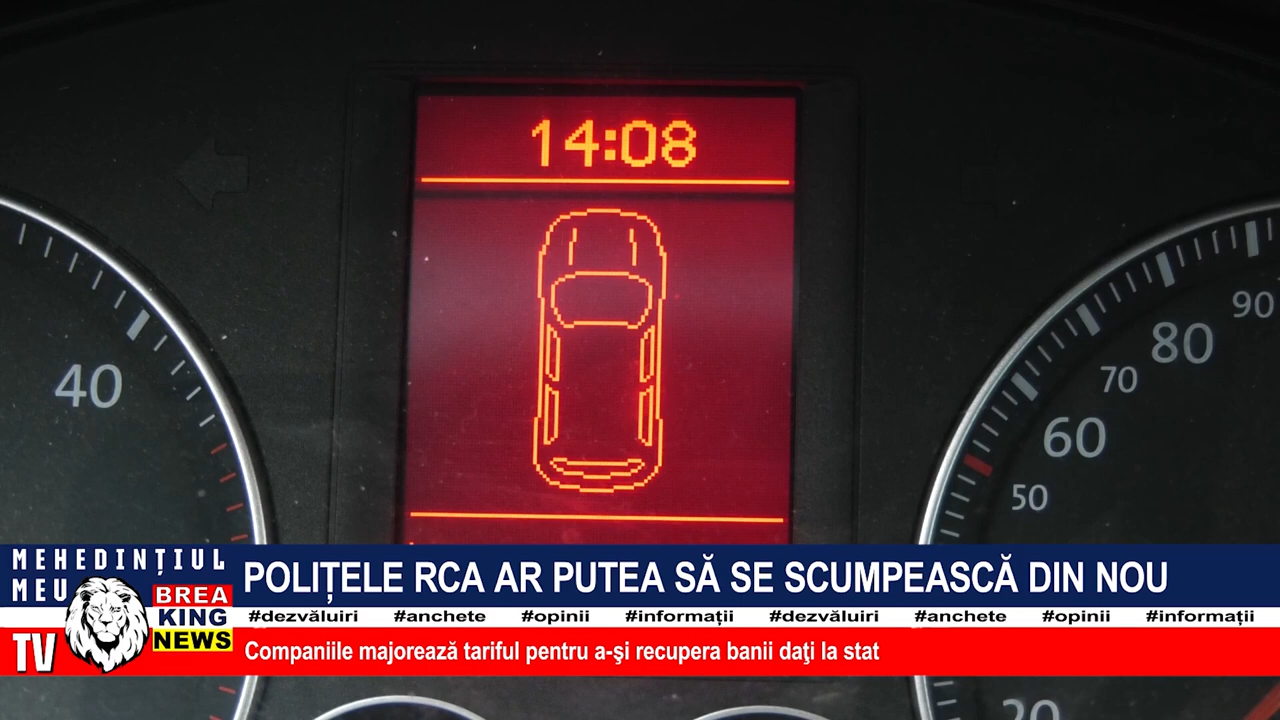 14:08
40
90
80
70
60
50
20
MEHEDINȚIUL
MEU
TV
BREA
KING
NEWS
POLIȚELE RCA AR PUTEA SĂ SE SCUMPEASCĂ DIN NOU
#dezvăluiri #anchete #opinii #informații #dezvăluiri #anchete #opinii #informații
Companiile majorează tariful pentru a-şi recupera banii daţi la stat